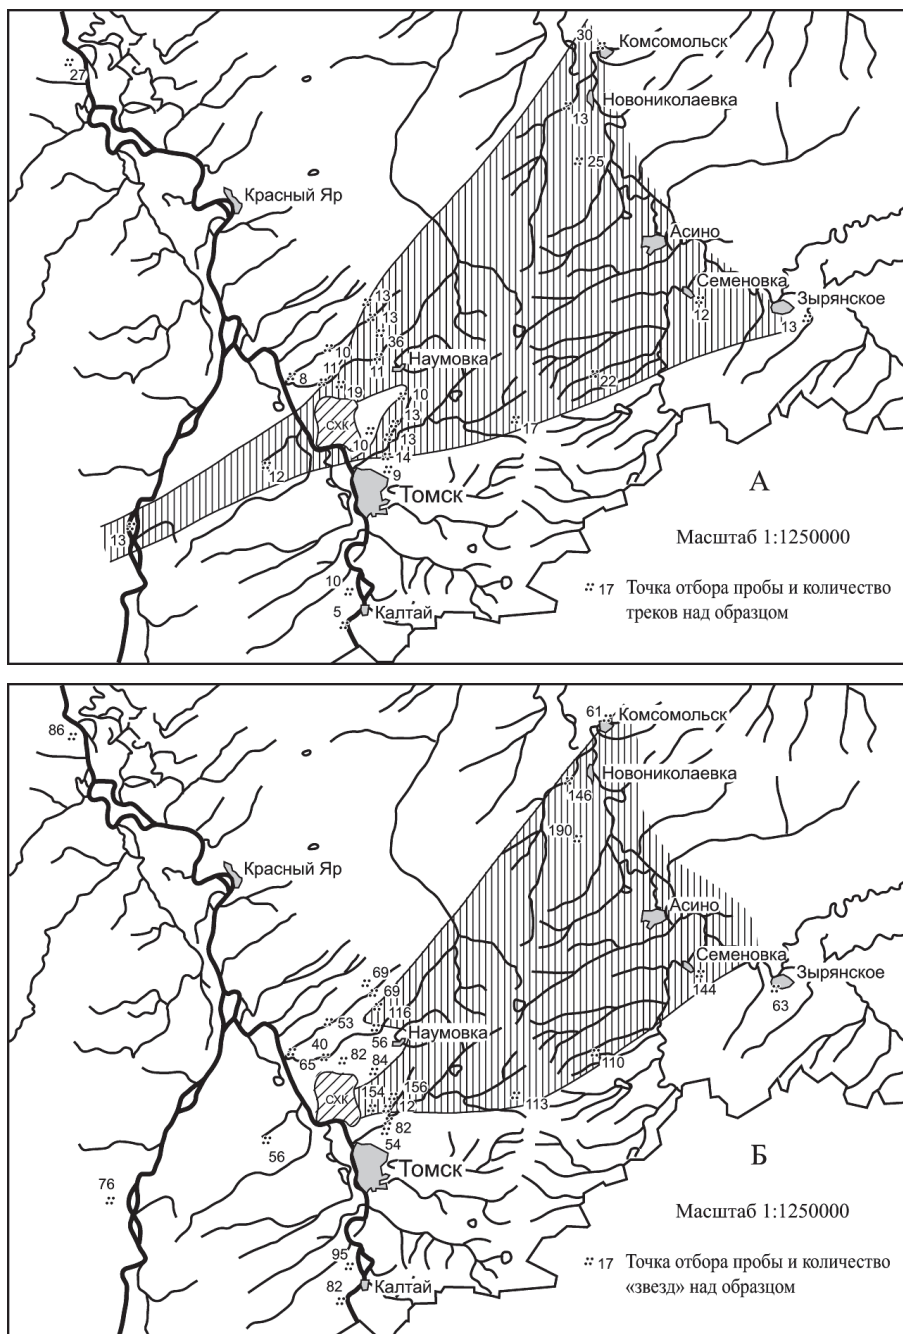 30
Комсомольск
27
Новониколаевка
13
25
Красный Яр
Асино
Семеновка
12
Зырянское
13
13
13
36
10
Наумовка
11
11
8
19
22
10
СХК
13
17
10
13
14
12
9
Томск
А
13
Масштаб 1:1250000
10
17 Точка отбора пробы и количество
треков над образцом
Калтай
5
61
Комсомольск
86
Новониколаевка
146
190
Красный Яр
Асино
Семеновка
144
Зырянское
63
69
69
116
53
Наумовка
56
40
82
65
84
110
154
156
СХК
12
113
82
54
56
Томск
Б
76
Масштаб 1:1250000
95
17 Точка отбора пробы и количество
«звезд» над образцом
Калтай
82